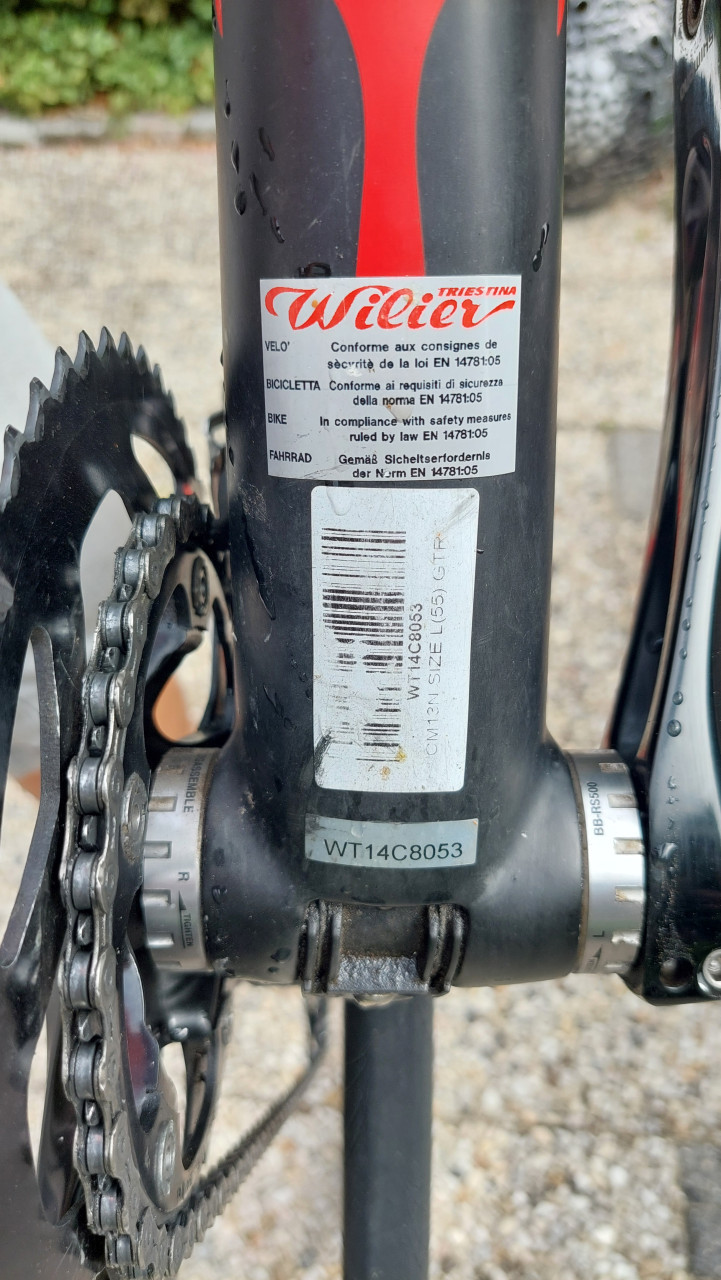 Wilier
TRIESTINA
VELO' Conforme aux consignes de
sècvritè de la loi EN 14781:05
BICICLETTA Conforme ai requisiti di sicurezza
della norma EN 14781:05
BIKE In compliance with safety measures
ruled by law EN 14781:05
FAHRRAD Gemäß Sicheltserfordernis
der Norm EN 14781:05
WT14C8053
CM13N SIZE L(55) GTR
WT14C8053
R
TIGHTEN
BB-RS500
L